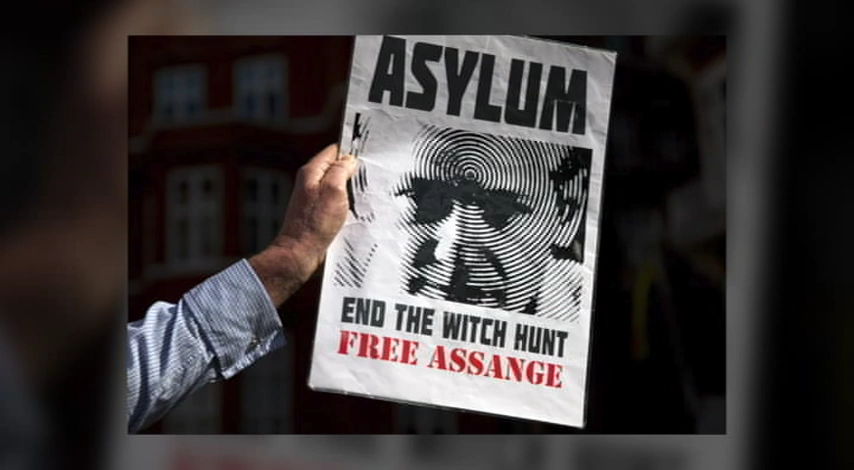 ASYLUM
END THE WITCH HUNT
FREE ASSANGE